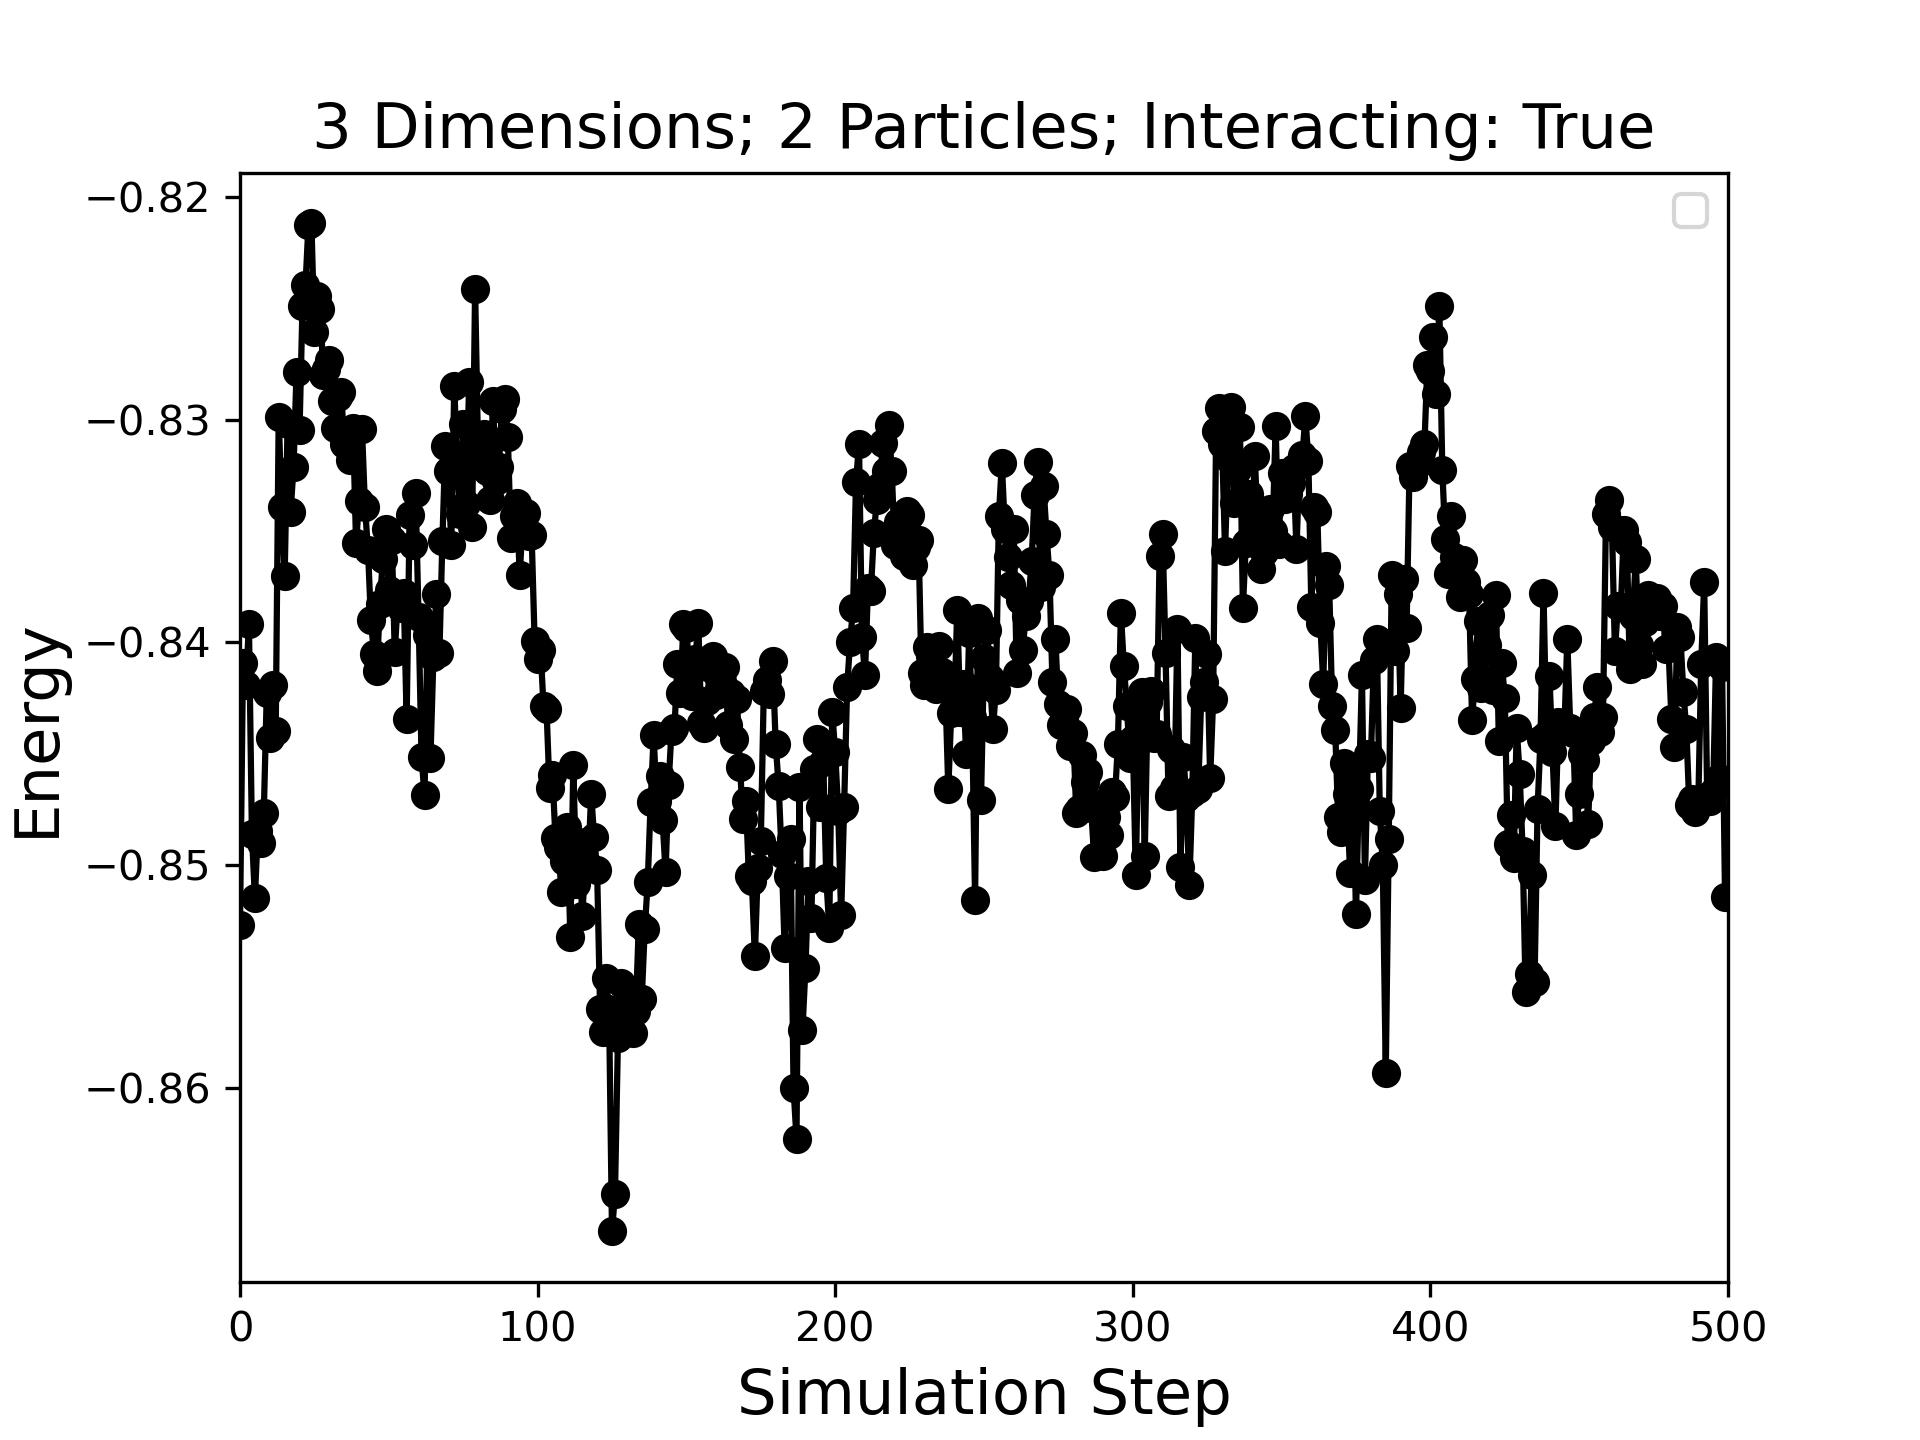 3 Dimensions; 2 Particles; Interacting: True
−0.82
−0.83
−0.84
−0.85
−0.86
Energy
0 100 200 300 400 500
Simulation Step